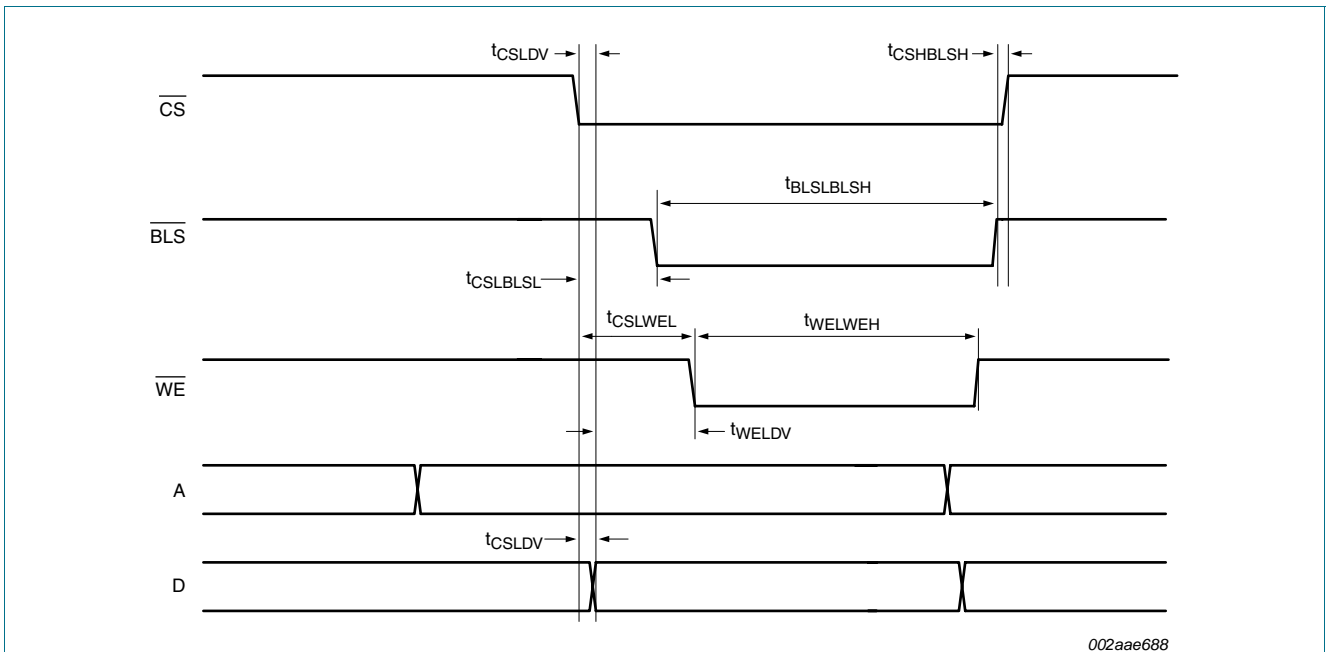 tCSLDV
tCSHBLSH
CS
tBLSLBLSH
BLS
tCSLBLSL
tCSLWEL
tWELWEH
WE
tWELDV
A
tCSLDV
D
002aae688